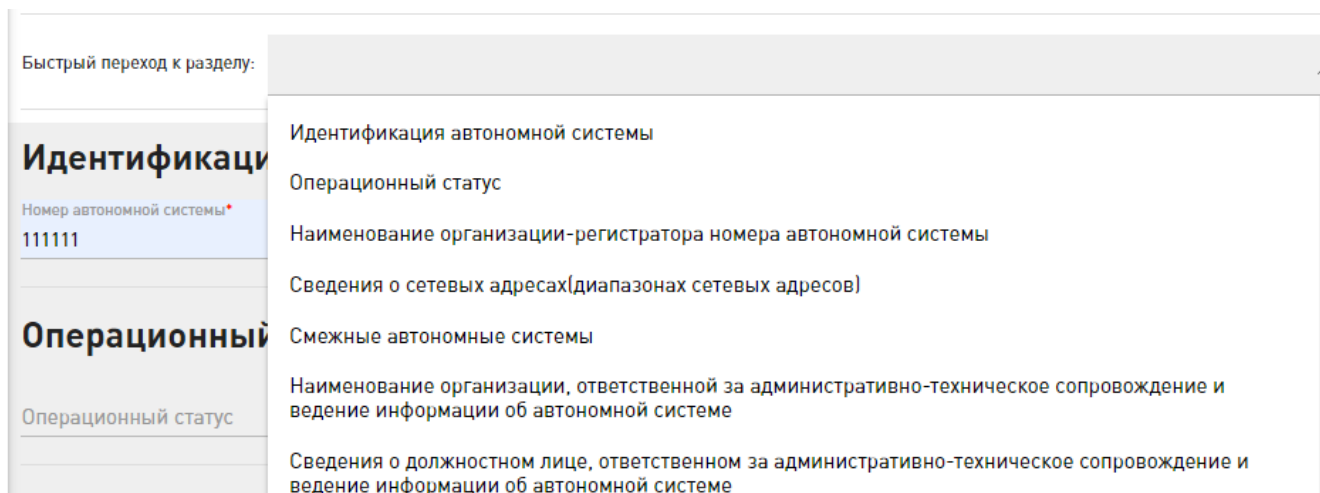 Быстрый переход к разделу:
Идентификация автономной системы
Идентификаци
Операционный статус
Номер автономной системы*
111111
Наименование организации-регистратора номера автономной системы
Сведения о сетевых адресах(диапазонах сетевых адресов)
Операционный
Смежные автономные системы
Наименование организации, ответственной за административно-техническое сопровождение и
ведение информации об автономной системе
Операционный статус
Сведения о должностном лице, ответственном за административно-техническое сопровождение и
ведение информации об автономной системе